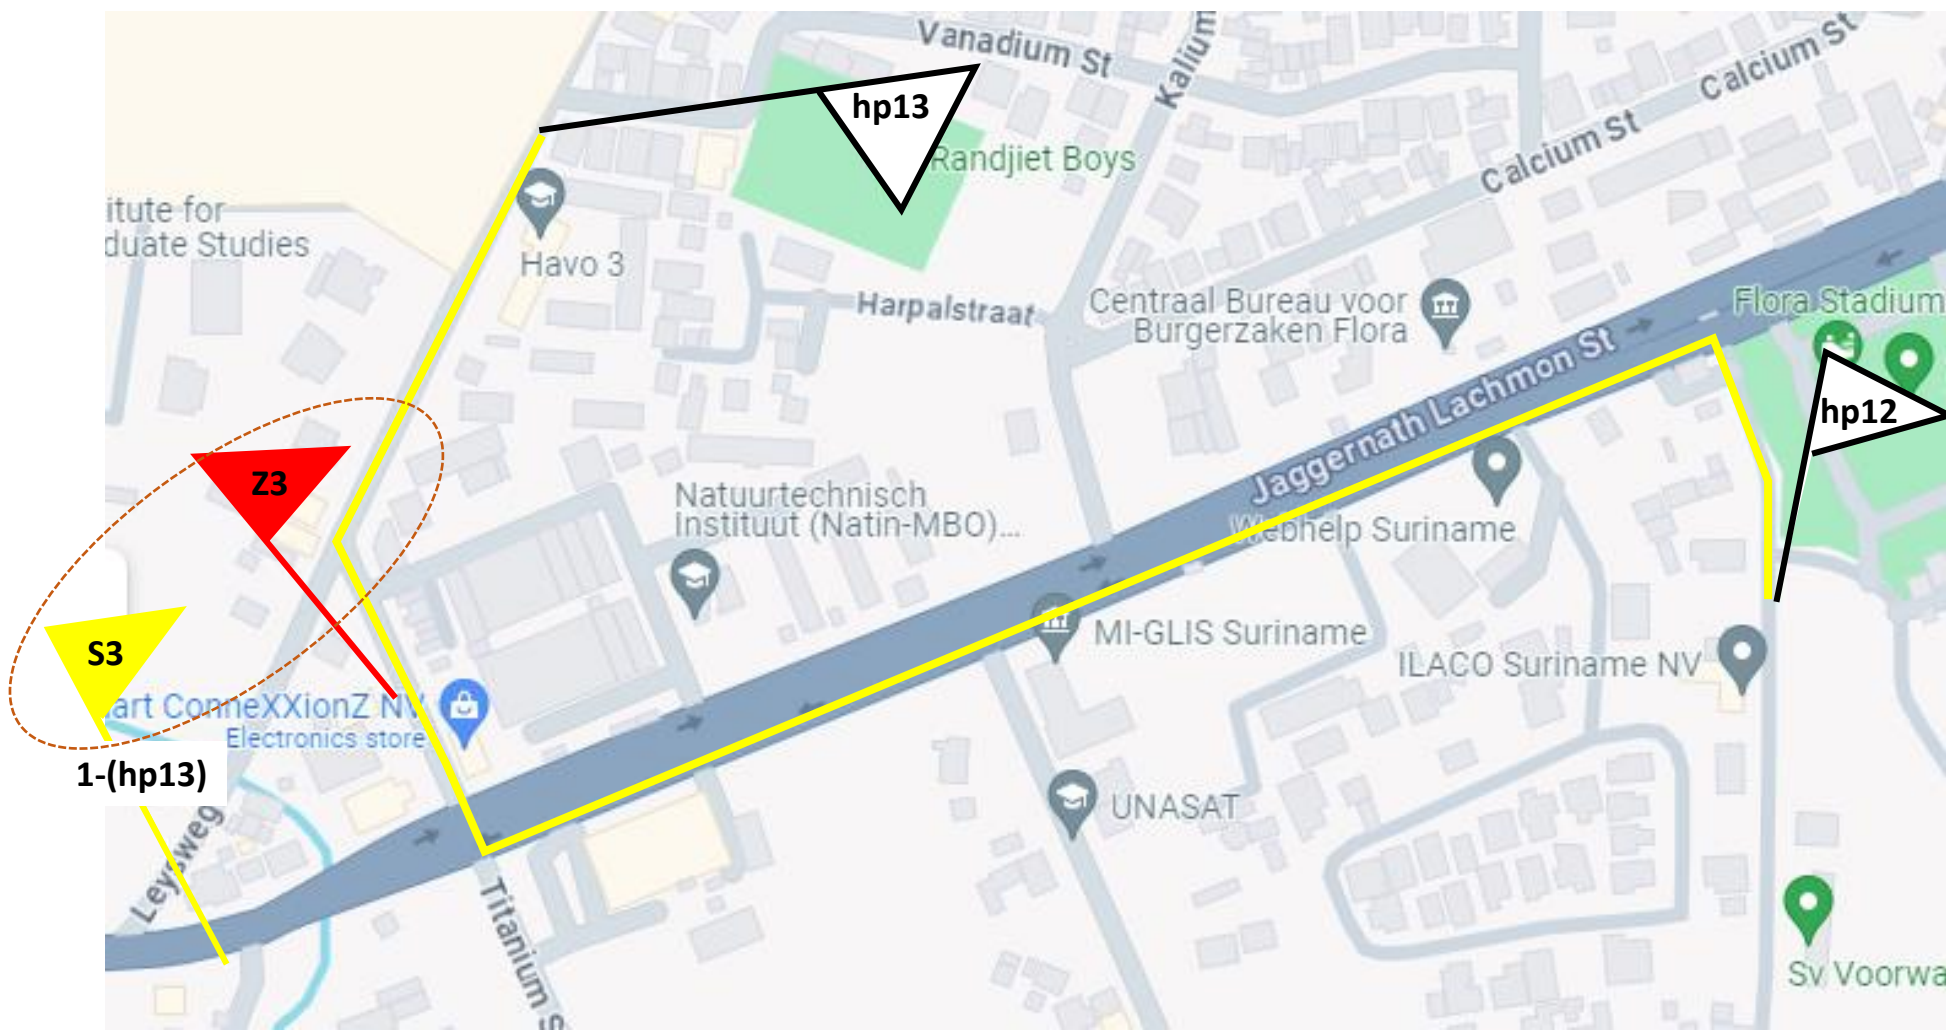 Vanadium St
Kalium
Calcium St
Calcium St
hp13
Randjiet Boys
itute for
duate Studies
Havo 3
Harpalstraat
Centraal Bureau voor
Burgerzaken Flora
Flora Stadium
Jaggernath Lachmon St
hp12
Z3
Natuurtechnisch
Instituut (Natin-MBO)...
Webhelp Suriname
S3
MI-GLIS Suriname
ILACO Suriname NV
art ConneXXionZ NV
Electronics store
1-(hp13)
UNASAT
Leysweg
Titanium S
Sv Voorwa